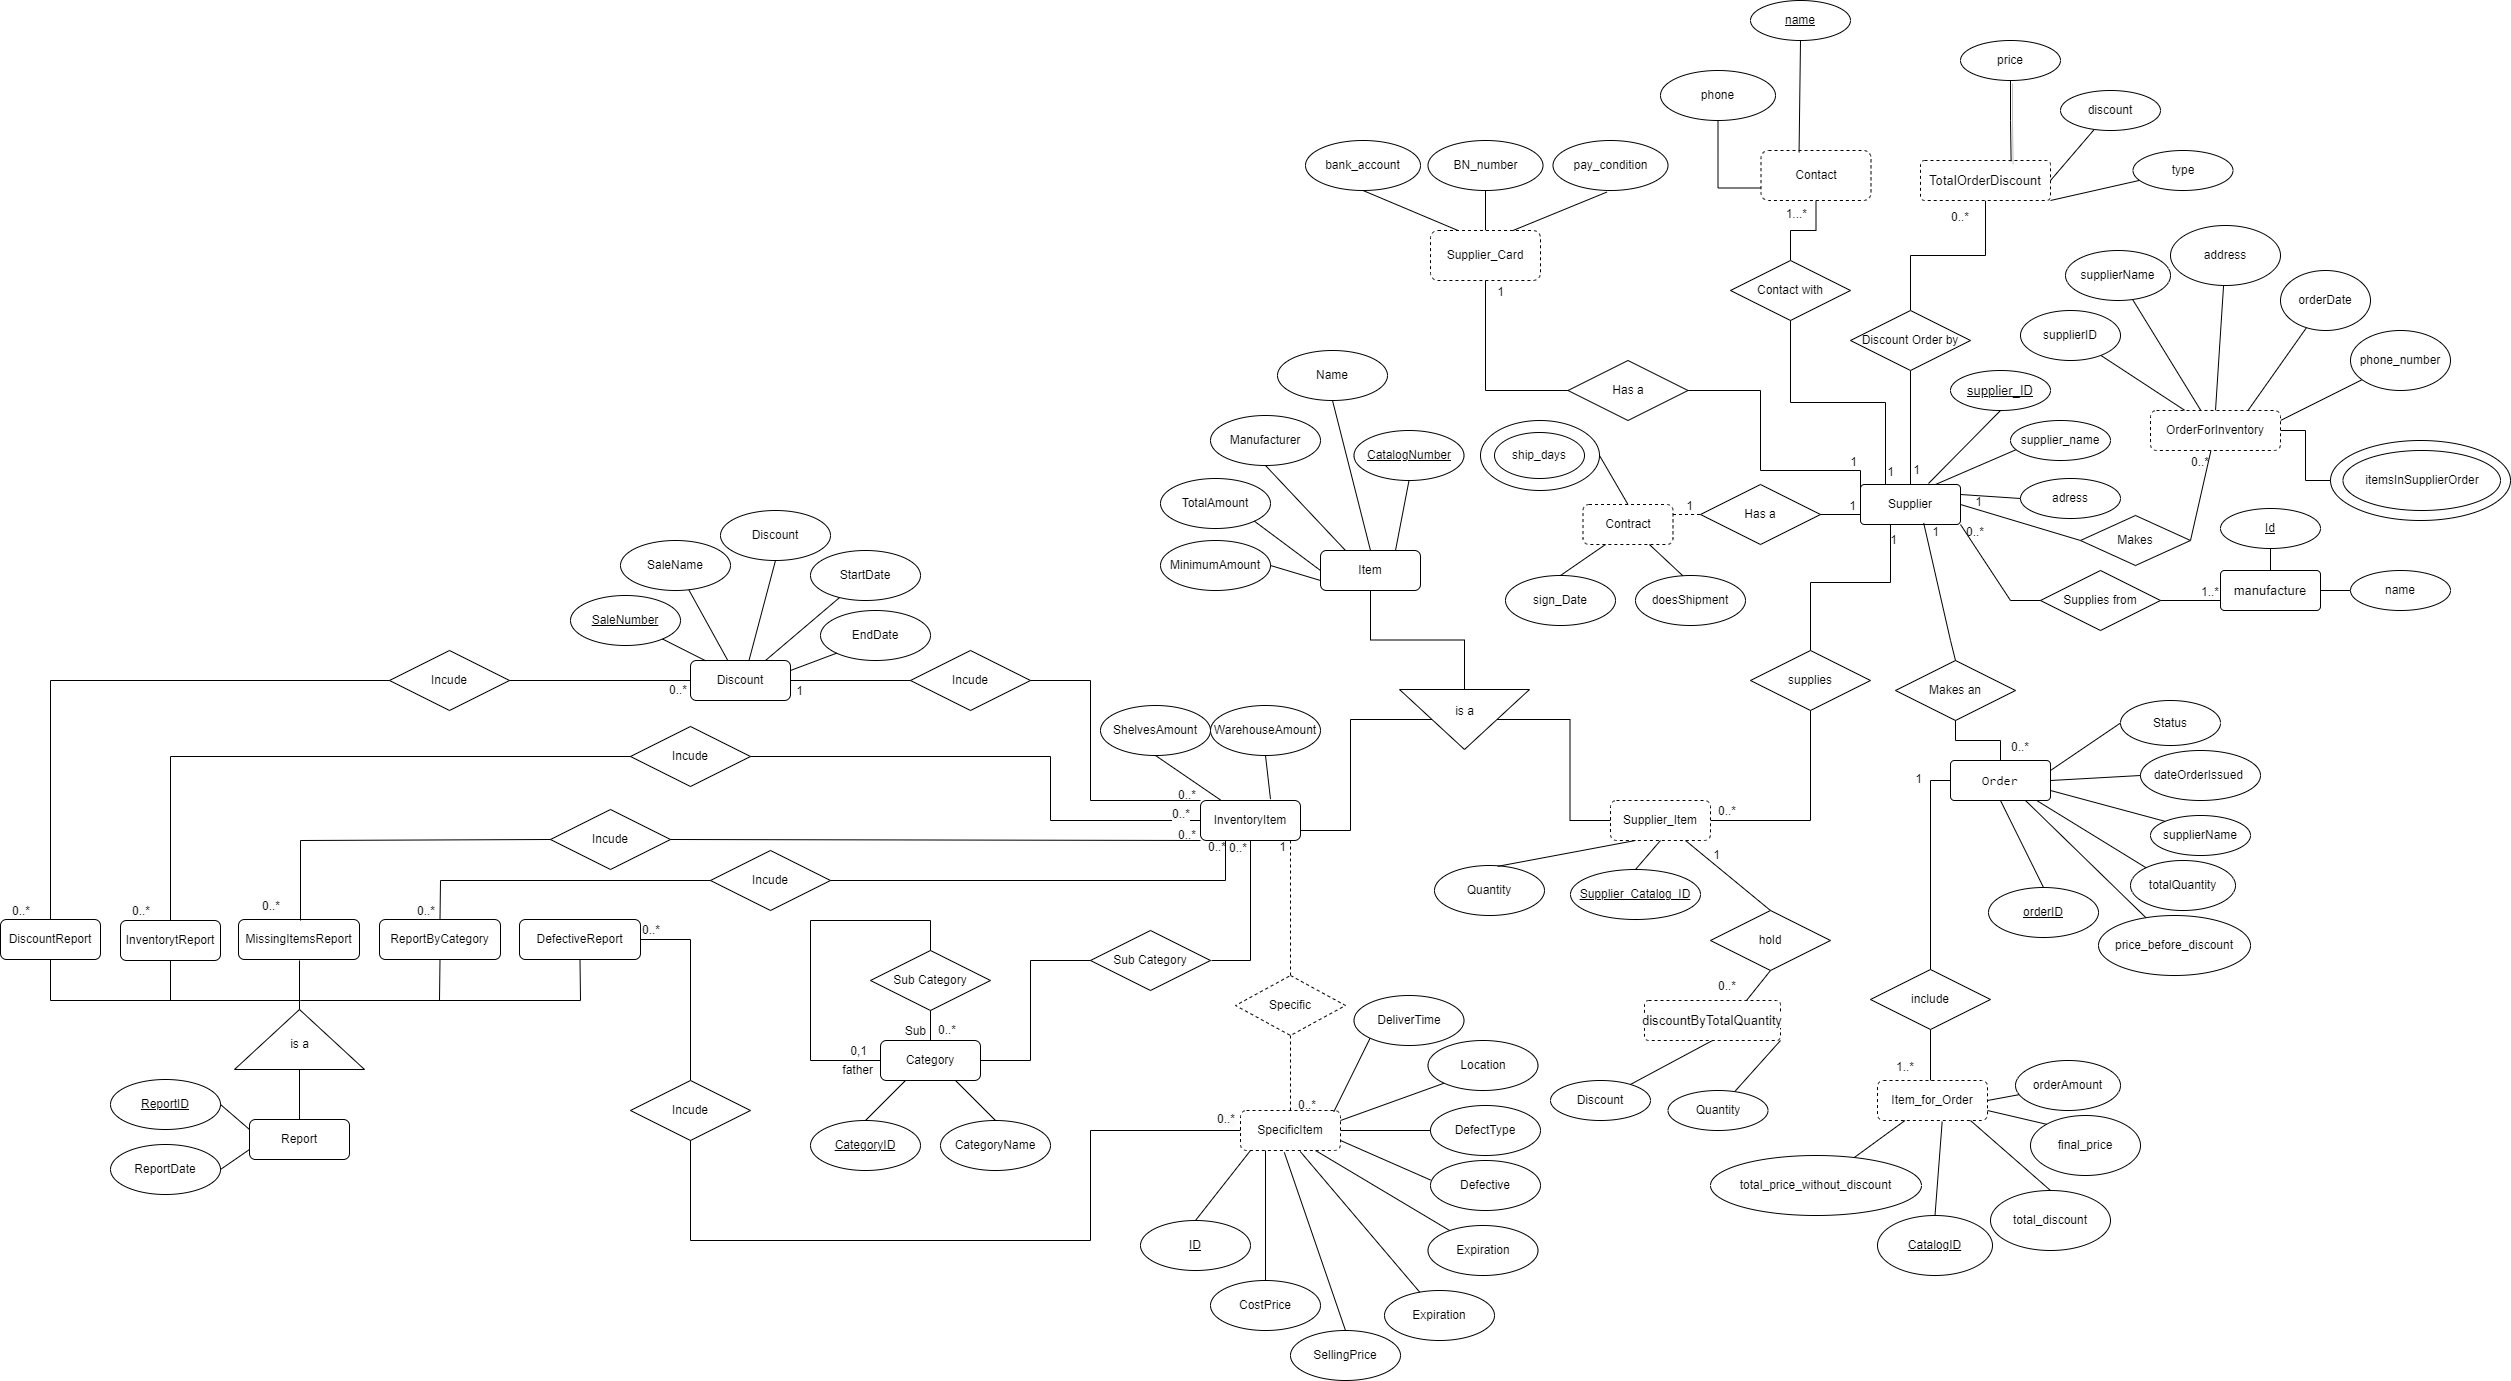 name
price
phone
discount
bank_account
BN_number
pay_condition
Contact
TotalOrderDiscount
type
1...*
0..*
Supplier_Card
supplierName
address
Contact with
1
orderDate
supplierID
Discount Order by
phone_number
Name
Has a
supplier_ID
Manufacturer
CatalogNumber
ship_days
supplier_name
OrderForInventory
1
1
1
0..*
itemsInSupplierOrder
TotalAmount
adress
Contract
1
Has a
1
Supplier
1
Id
Discount
MinimumAmount
Item
1
1
0..*
Makes
SaleName
StartDate
sign_Date
doesShipment
Supplies from
1..*
manufacture
name
SaleNumber
EndDate
Incude
0..*
Discount
1
Incude
supplies
Makes an
ShelvesAmount
WarehouseAmount
is a
Status
Incude
0..*
dateOrderIssued
0..*
1
Order
0..*
0..*
InventoryItem
Supplier_Item
0..*
Incude
0..*
supplierName
0..*
0..*
1
1
Incude
Quantity
Supplier_Catalog_ID
totalQuantity
0..*
0..*
0..*
0..*
orderID
DiscountReport
InventorytReport
MissingItemsReport
ReportByCategory
DefectiveReport
0..*
hold
price_before_discount
Sub Category
Sub Category
0..*
include
Specific
DeliverTime
discountByTotalQuantity
Sub
0..*
is a
0,1
father
Category
Location
1..*
ReportID
Incude
0..*
0..*
Discount
Quantity
Item_for_Order
orderAmount
Report
CategoryID
CategoryName
SpecificItem
DefectType
final_price
ReportDate
Defective
total_price_without_discount
total_discount
ID
Expiration
CatalogID
CostPrice
Expiration
SellingPrice